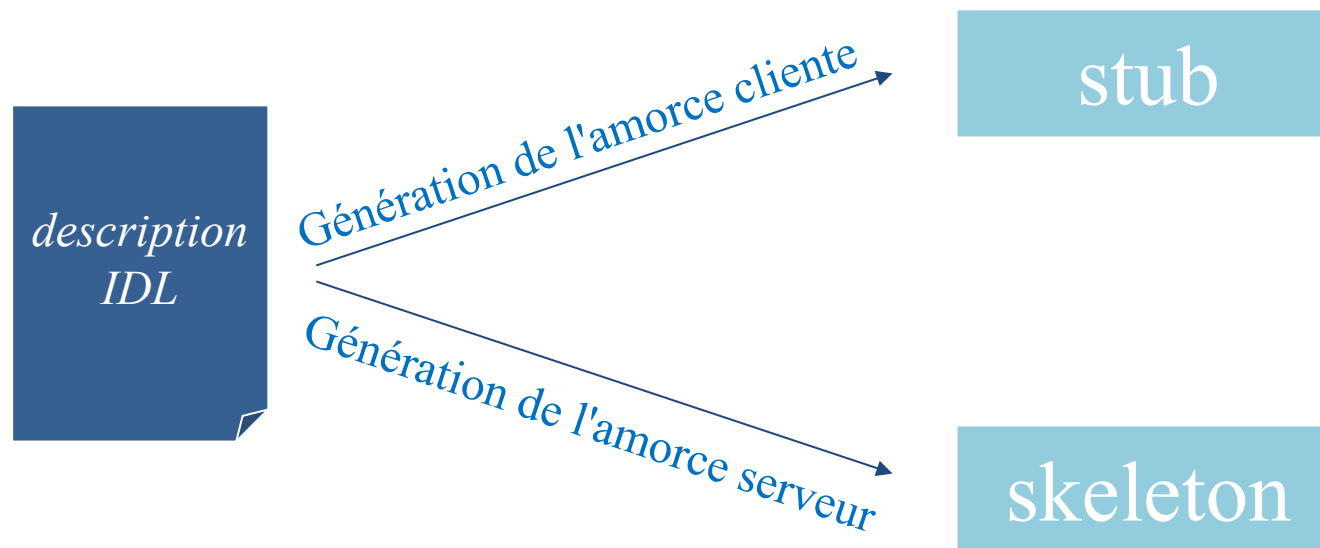 description
IDL
Génération de l'amorce cliente
stub
Génération de l'amorce serveur
skeleton